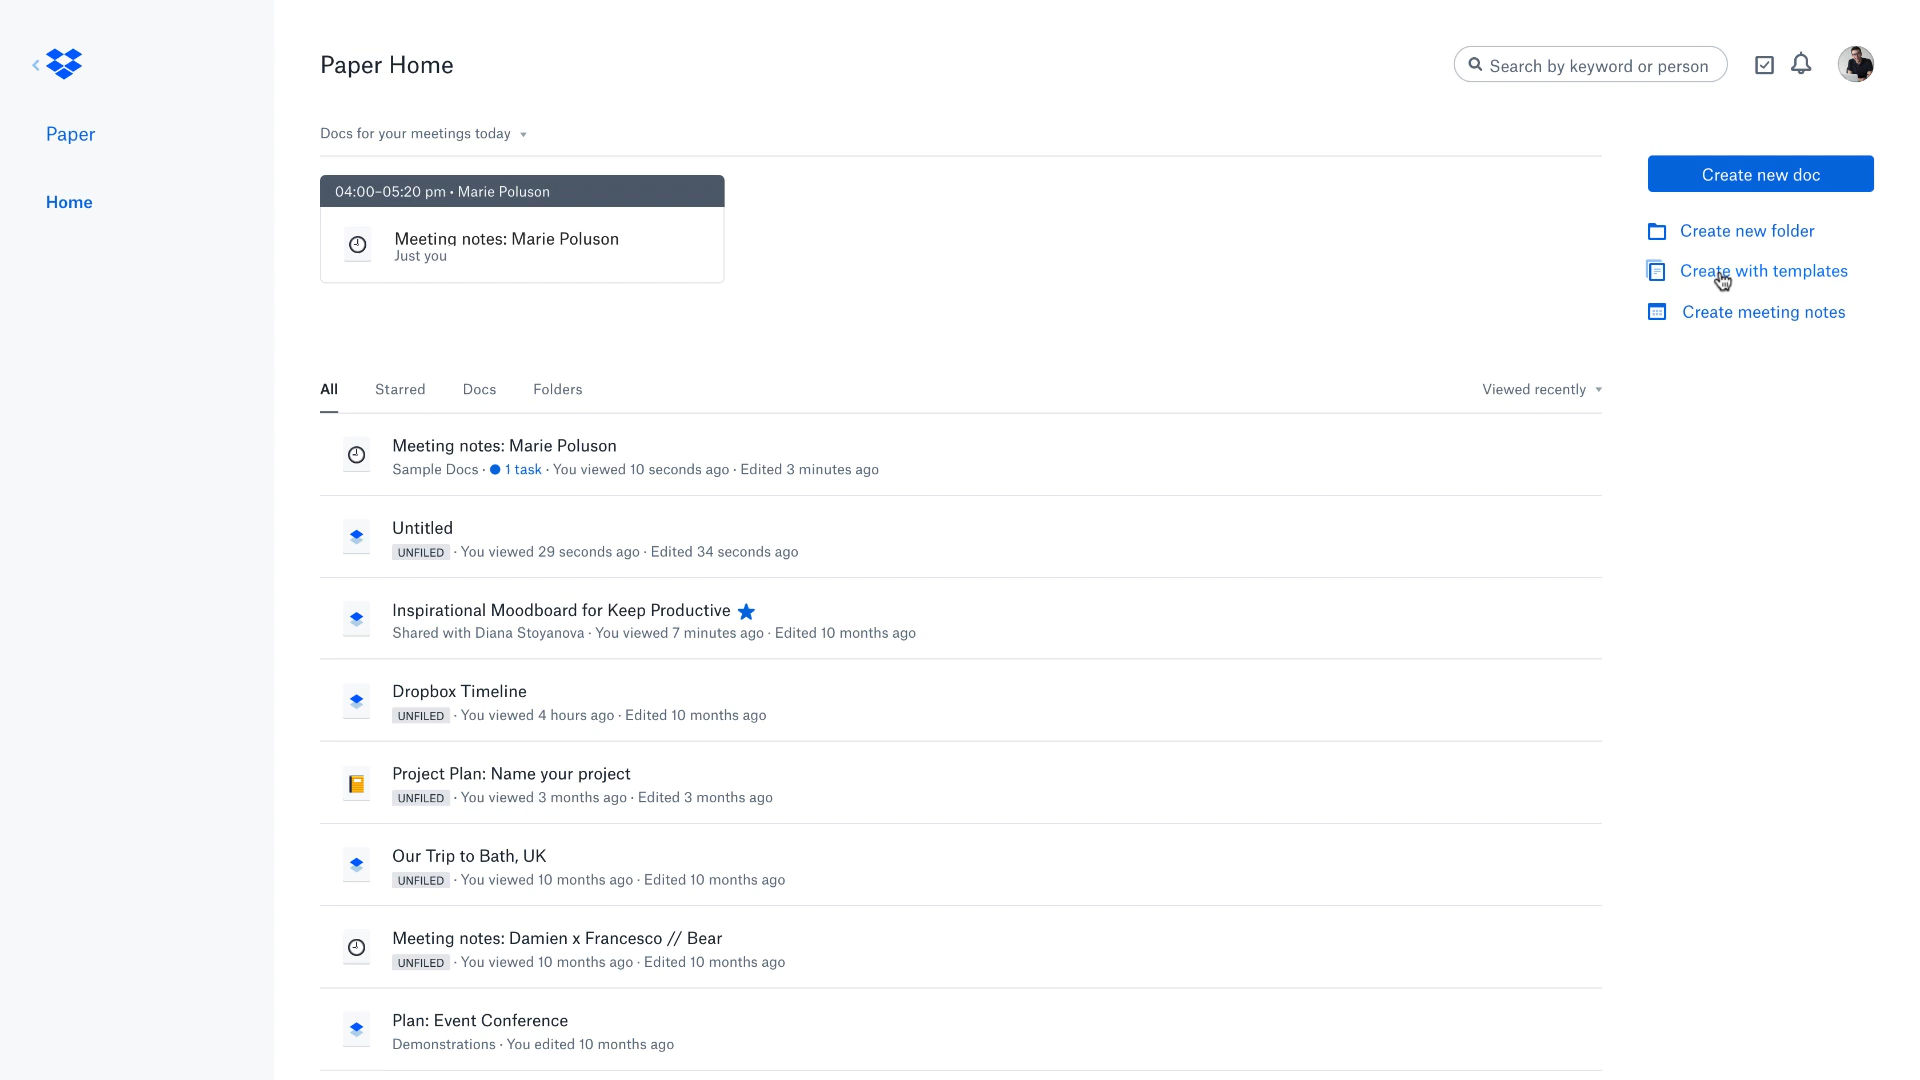 Paper Home
Search by keyword or person
Paper
Home
Docs for your meetings today
04:00–05:20 pm • Marie Poluson
Meeting notes: Marie Poluson
Just you
Create new doc
Create new folder
Create with templates
Create meeting notes
All Starred Docs Folders Viewed recently
Meeting notes: Marie Poluson
Sample Docs · 1 task · You viewed 10 seconds ago · Edited 3 minutes ago
Untitled
UNFILED · You viewed 29 seconds ago · Edited 34 seconds ago
Inspirational Moodboard for Keep Productive
Shared with Diana Stoyanova · You viewed 7 minutes ago · Edited 10 months ago
Dropbox Timeline
UNFILED · You viewed 4 hours ago · Edited 10 months ago
Project Plan: Name your project
UNFILED · You viewed 3 months ago · Edited 3 months ago
Our Trip to Bath, UK
UNFILED · You viewed 10 months ago · Edited 10 months ago
Meeting notes: Damien x Francesco // Bear
UNFILED · You viewed 10 months ago · Edited 10 months ago
Plan: Event Conference
Demonstrations · You edited 10 months ago